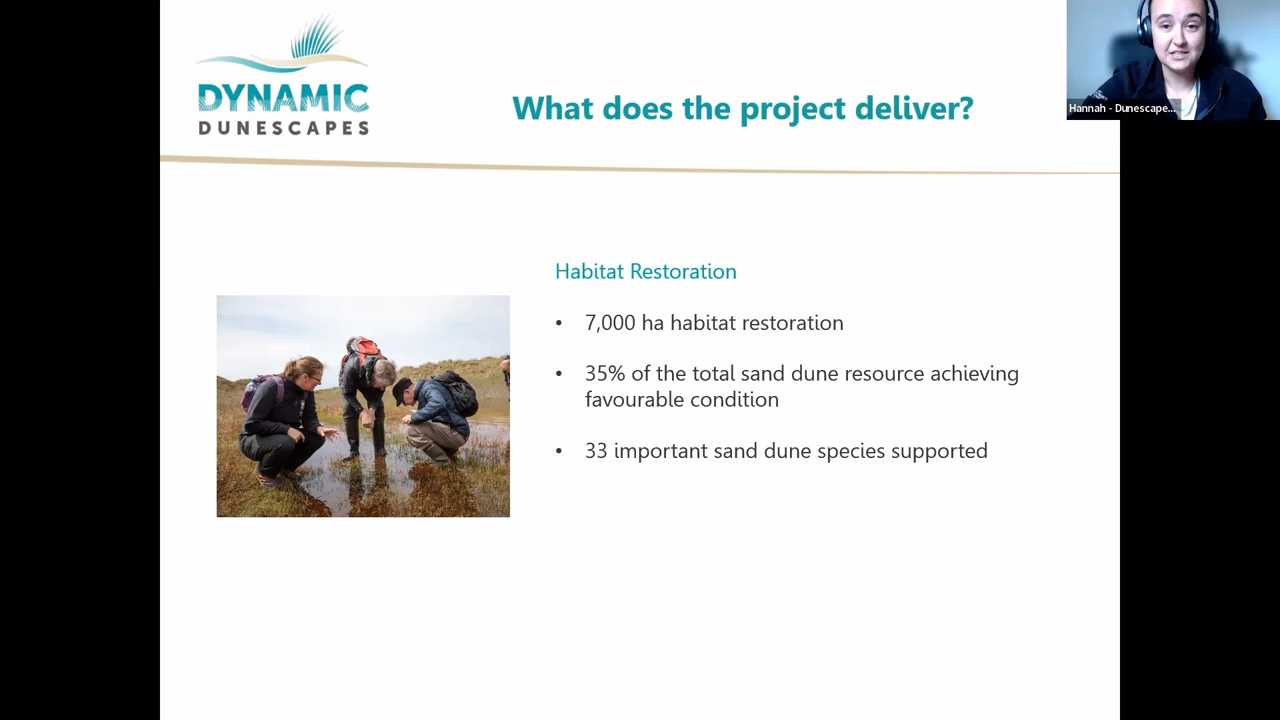 DYNAMIC
DUNESCAPES
What does the project deliver?
Hannah - Dunescape...
Habitat Restoration
• 7,000 ha habitat restoration
• 35% of the total sand dune resource achieving
favourable condition
• 33 important sand dune species supported